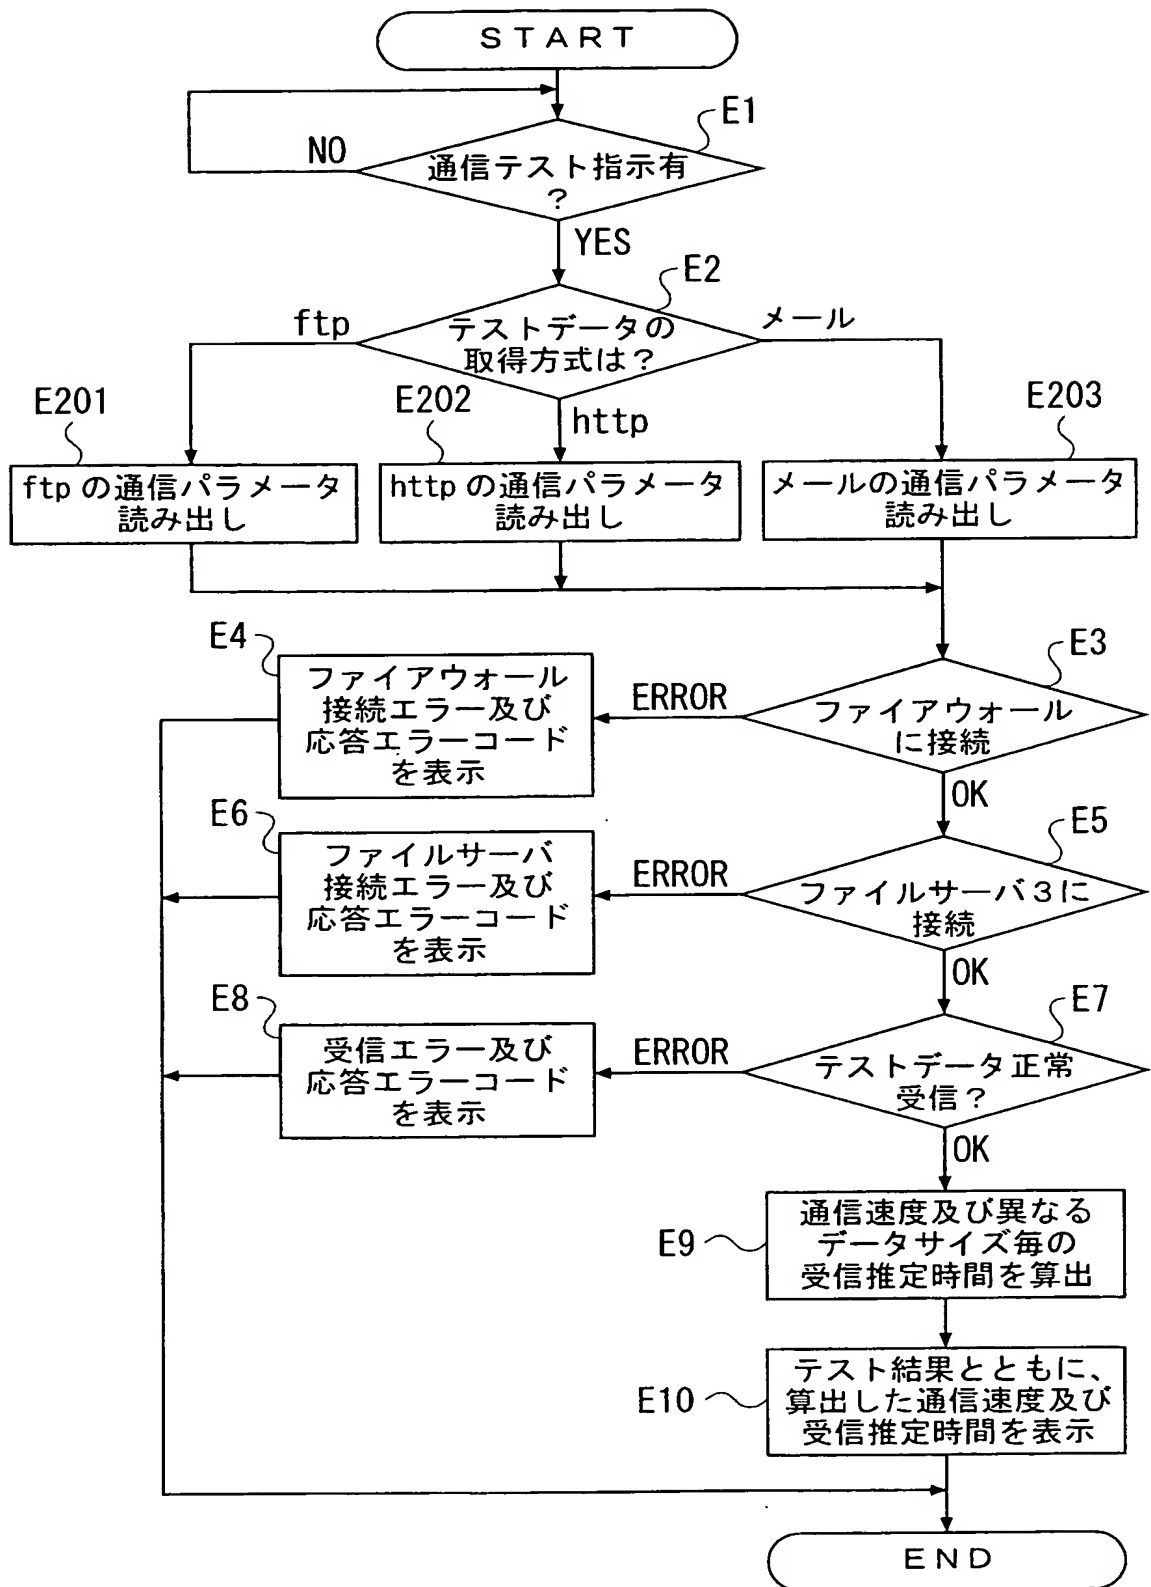 START
E1
NO
通信テスト指示有
?
YES
E2
ftp
テストデータの
取得方式は?
メール
E201
E202
http
E203
ftpの通信パラメータ
読み出し
httpの通信パラメータ
読み出し
メールの通信パラメータ
読み出し
E4
ファイアウォール
接続エラー及び
応答エラーコード
を表示
ERROR
E3
ファイアウォール
に接続
OK
E6
ファイルサーバ
接続エラー及び
応答エラーコード
を表示
ERROR
E5
ファイルサーバ3に
接続
OK
E8
受信エラー及び
応答エラーコード
を表示
ERROR
E7
テストデータ正常
受信?
OK
E9
通信速度及び異なる
データサイズ毎の
受信推定時間を算出
E10
テスト結果とともに、
算出した通信速度及び
受信推定時間を表示
END